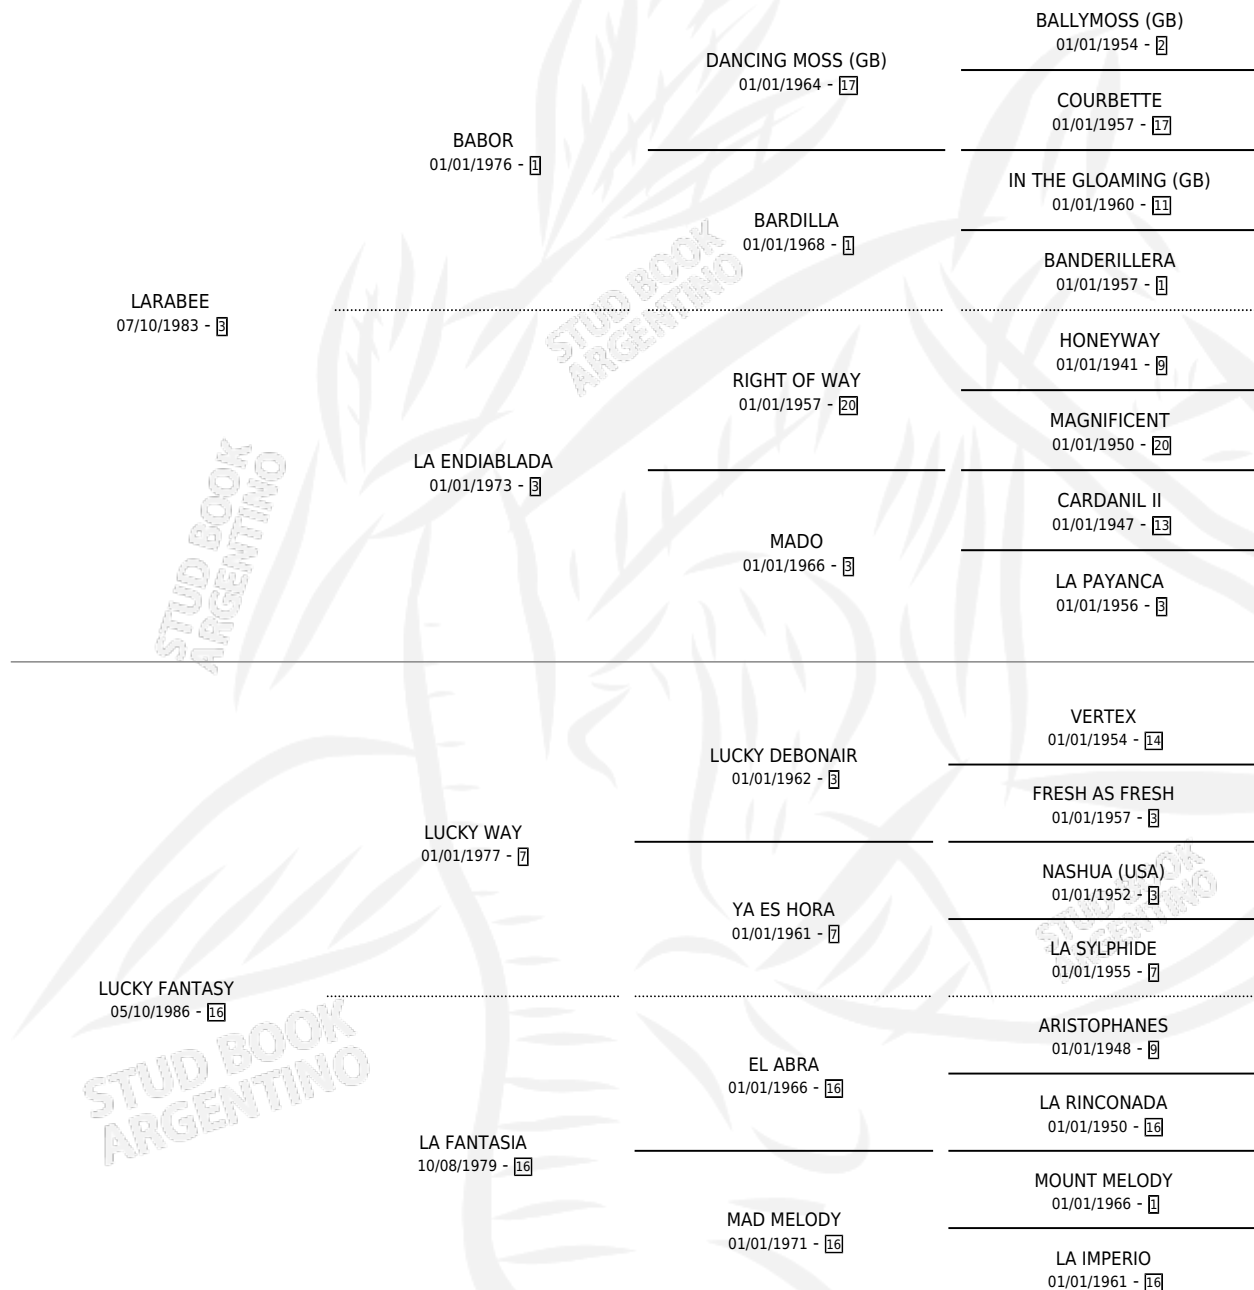 LARABEE
07/10/1983 - 3
BABOR
01/01/1976 - 1
LA ENDIABLADA
01/01/1973 - 3
DANCING MOSS (GB)
01/01/1964 - 17
BARDILLA
01/01/1968 - 1
RIGHT OF WAY
01/01/1957 - 20
MADO
01/01/1966 - 3
BALLYMOSS (GB)
01/01/1954 - 2
COURBETTE
01/01/1957 - 17
IN THE GLOAMING (GB)
01/01/1960 - 11
BANDERILLERA
01/01/1957 - 1
HONEYWAY
01/01/1941 - 9
MAGNIFICENT
01/01/1950 - 20
CARDANIL II
01/01/1947 - 13
LA PAYANCA
01/01/1956 - 3
LUCKY FANTASY
05/10/1986 - 16
LUCKY WAY
01/01/1977 - 7
LA FANTASIA
10/08/1979 - 16
LUCKY DEBONAIR
01/01/1962 - 3
YA ES HORA
01/01/1961 - 7
EL ABRA
01/01/1966 - 16
MAD MELODY
01/01/1971 - 16
VERTEX
01/01/1954 - 14
FRESH AS FRESH
01/01/1957 - 3
NASHUA (USA)
01/01/1952 - 3
LA SYLPHIDE
01/01/1955 - 7
ARISTOPHANES
01/01/1948 - 9
LA RINCONADA
01/01/1950 - 16
MOUNT MELODY
01/01/1966 - 1
LA IMPERIO
01/01/1961 - 16
STUD BOOK
ARGENTINO
STUD BOOK
ARGENTINO
STUD BOOK
ARGENTINO
STUD BOOK
ARGENTINO